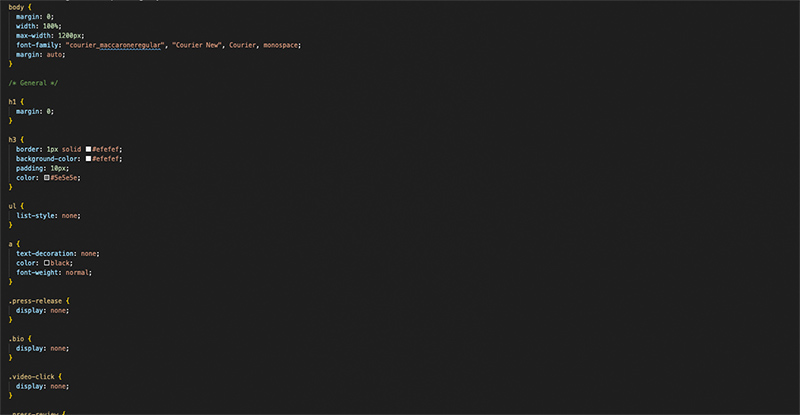 body {
margin: 0;
width: 100%;
max-width: 1200px;
font-family: "courier_maccaroneregular", "Courier New", Courier, monospace;
margin: auto;
}
/* General */
h1 {
margin: 0;
}
h3 {
border: 1px solid #efefef;
background-color: #efefef;
padding: 10px;
color: #5e5e5e;
}
ul {
list-style: none;
}
a {
text-decoration: none;
color: black;
font-weight: normal;
}
.press-release {
display: none;
}
.bio {
display: none;
}
.video-click {
display: none;
}
.press-review {